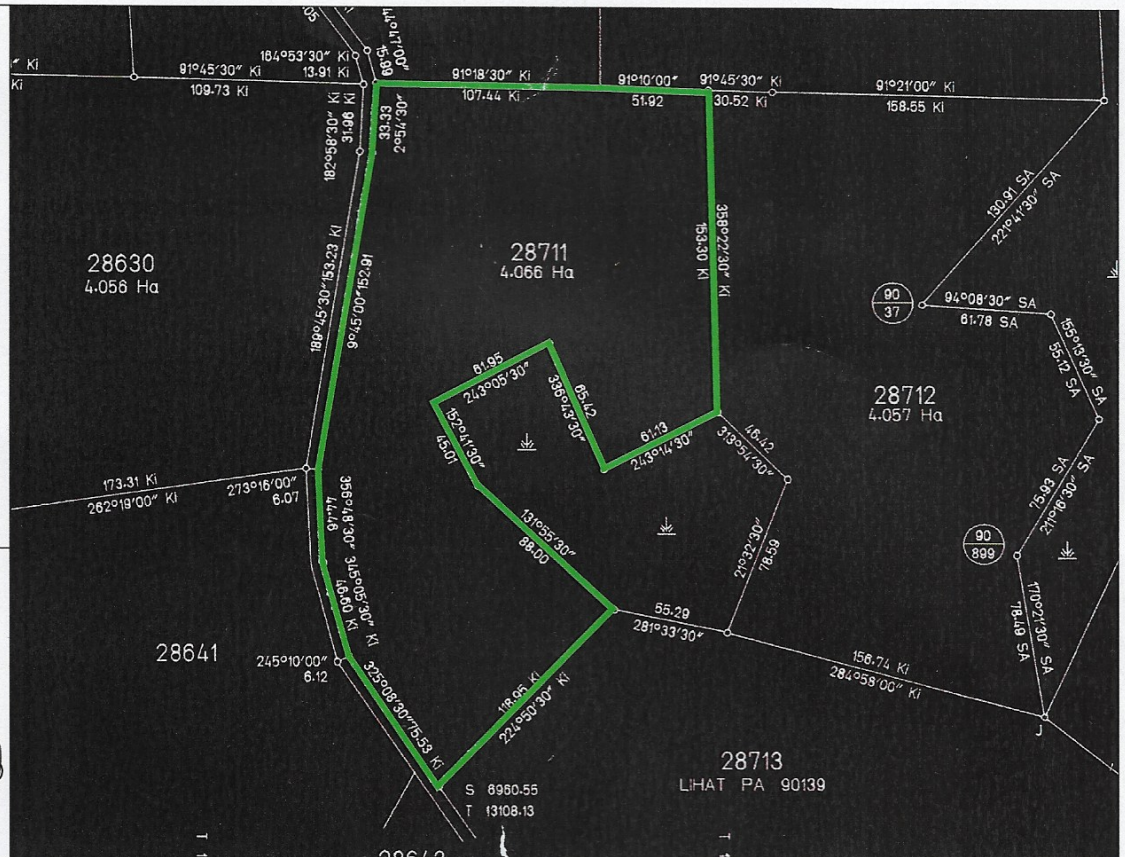 164°53'30" Ki
13.91 Ki
15.99
91°45'30" Ki
109.73 Ki
Ki
91°18'30" Ki
107.44 Ki
91°10'00"
51.92
91°45'30" Ki
30.52 Ki
91°21'00" Ki
158.55 Ki
182°58'30" Ki
31.96 Ki
33.33
2°54'30"
130.91 SA
221°41'30" SA
28630
4.056 Ha
28711
4.066 Ha
189°45'30" 153.23 Ki
9°45'00" 152.91
358°22'30" Ki
153.30 Ki
90
37
94°08'30" SA
61.78 SA
155°13'30" SA
55.12 SA
61.95
243°05'30"
336°43'30"
65.42
28712
4.057 Ha
152°41'30"
45.01
61.13
243°14'30"
46.42
313°54'30"
173.31 Ki
262°19'00" Ki
273°16'00"
6.07
356°48'30"
44.46
345°05'30" Ki
46.60 Ki
131°55'30"
88.00
21°32'30"
78.59
75.93 SA
211°16'30" SA
90
899
170°21'30" SA
78.49 SA
28641
245°10'00"
6.12
55.29
281°33'30"
156.74 Ki
284°58'00" Ki
325°08'30" 75.53 Ki
118.95 Ki
224°50'30" Ki
J
28713
LIHAT PA 90139
S 6960.55
T 13108.13